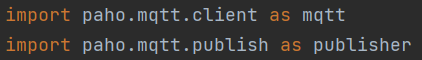 import paho.mqtt.client as mqtt
import paho.mqtt.publish as publisher